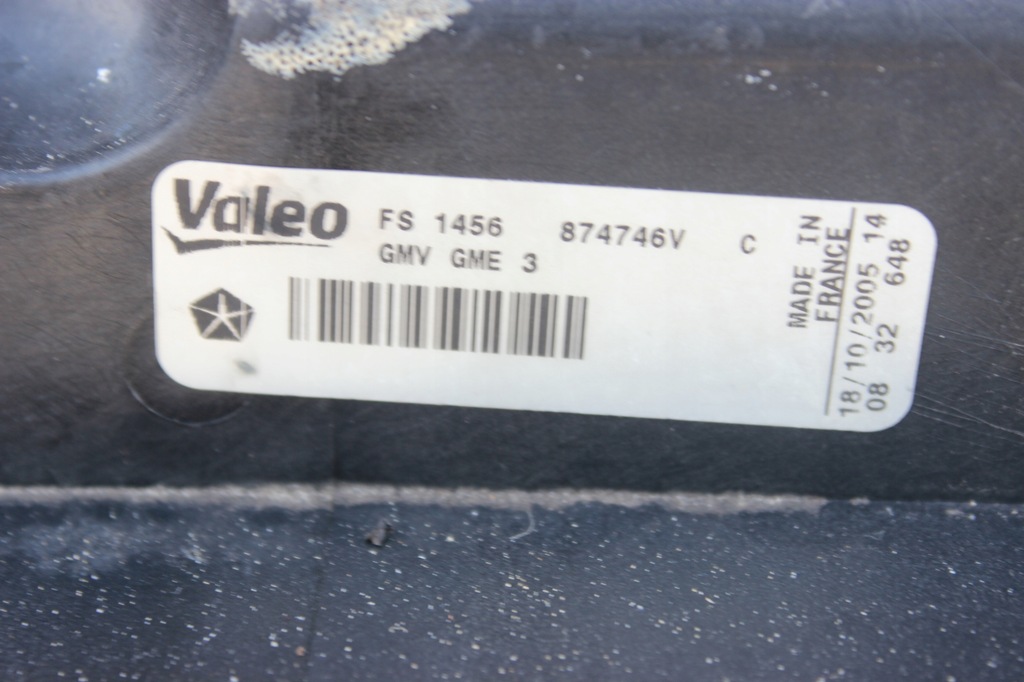 Valeo FS 1456 874746V C
GMV GME 3
MADE IN
FRANCE
18/10/2005 14
08 32 648